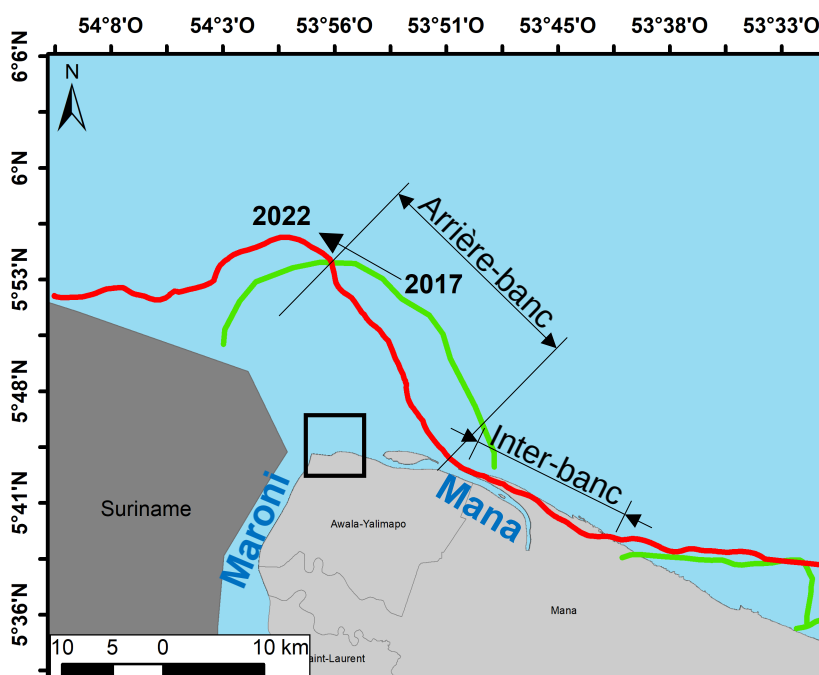 54°8'O 54°3'O 53°56'O 53°51'O 53°45'O 53°38'O 53°33'O
6°6'N
6°N
5°53'N
5°48'N
5°41'N
5°36'N
N
2022
Arrière-banc
2017
Inter-banc
Mana
Maroni
Suriname
Awala-Yalimapo
Mana
aint-Laurent
10 5 0 10 km